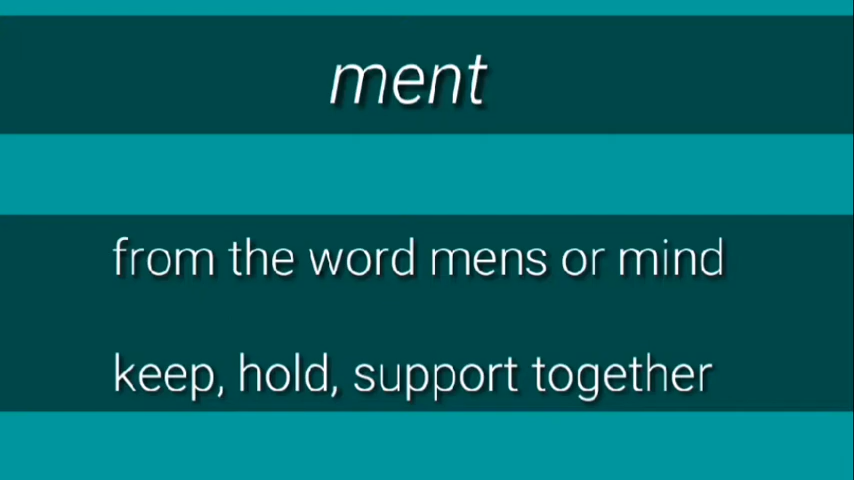 ment
from the word mens or mind
keep, hold, support together